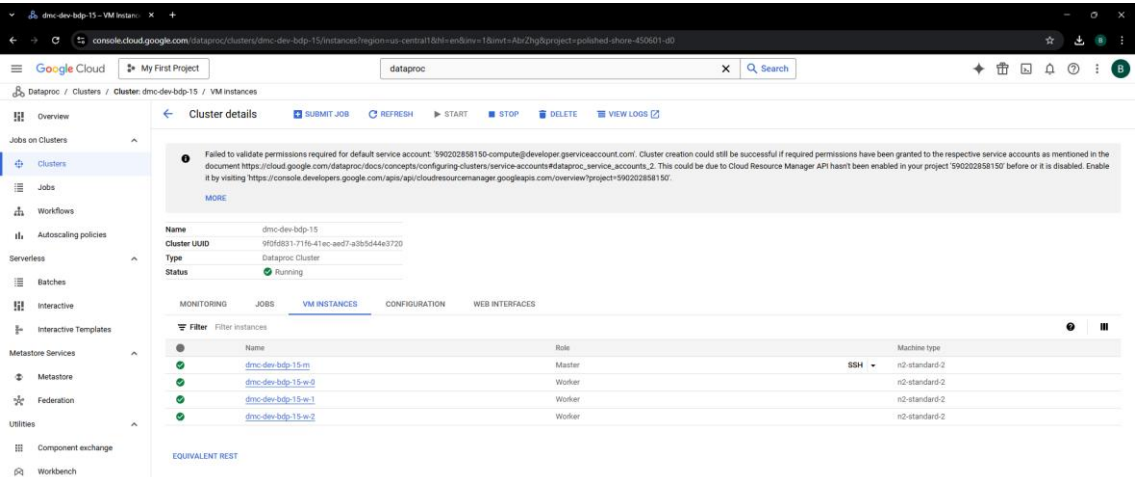 dmc-dev-bdp-15 – VM Instanc
console.cloud.google.com/dataproc/clusters/dmc-dev-bdp-15/instances?region=us-central1&hl=en&inv=1&invt=AbrZhg&project=polished-shore-450601-d0
B
Google Cloud My First Project dataproc Search B
Dataproc / Clusters / Cluster: dmc-dev-bdp-15 / VM instances
Overview
Jobs on Clusters
Clusters
Jobs
Workflows
Autoscaling policies
Serverless
Batches
Interactive
Interactive Templates
Metastore Services
Metastore
Federation
Utilities
Component exchange
Workbench
Cluster details SUBMIT JOB REFRESH START STOP DELETE VIEW LOGS
Failed to validate permissions required for default service account: '590202858150-compute@developer.gserviceaccount.com'. Cluster creation could still be successful if required permissions have been granted to the respective service accounts as mentioned in the
document https://cloud.google.com/dataproc/docs/concepts/configuring-clusters/service-accounts#dataproc_service_accounts_2. This could be due to Cloud Resource Manager API hasn't been enabled in your project '590202858150' before or it is disabled. Enable
it by visiting 'https://console.developers.google.com/apis/api/cloudresourcemanager.googleapis.com/overview?project=590202858150'.
MORE
Name dmc-dev-bdp-15
Cluster UUID 9f0fd831-71f6-41ec-aed7-a3b5d44e3720
Type Dataproc Cluster
Status Running
MONITORING JOBS VM INSTANCES CONFIGURATION WEB INTERFACES
Filter Filter instances
Name Role Machine type
dmc-dev-bdp-15-m Master SSH n2-standard-2
dmc-dev-bdp-15-w-0 Worker n2-standard-2
dmc-dev-bdp-15-w-1 Worker n2-standard-2
dmc-dev-bdp-15-w-2 Worker n2-standard-2
EQUIVALENT REST